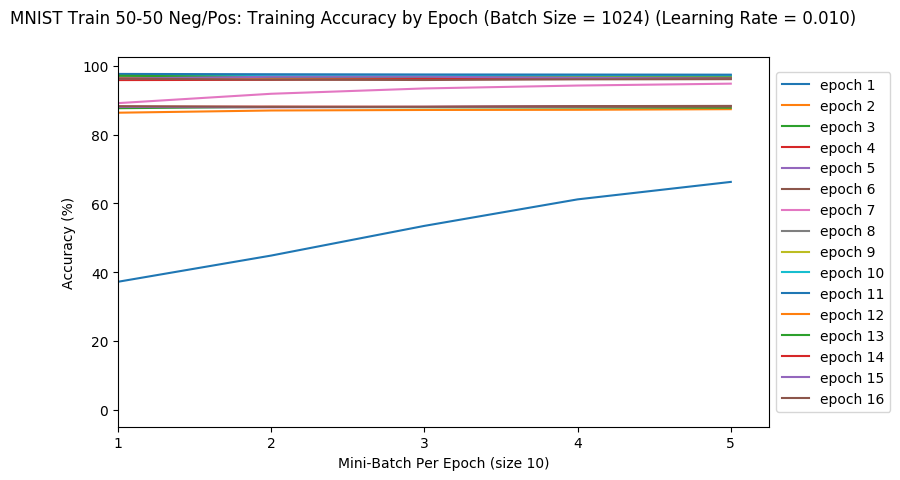 MNIST Train 50-50 Neg/Pos: Training Accuracy by Epoch (Batch Size = 1024) (Learning Rate = 0.010)
100
80
60
40
20
0
Accuracy (%)
1
2
3
4
5
Mini-Batch Per Epoch (size 10)
epoch 1
epoch 2
epoch 3
epoch 4
epoch 5
epoch 6
epoch 7
epoch 8
epoch 9
epoch 10
epoch 11
epoch 12
epoch 13
epoch 14
epoch 15
epoch 16